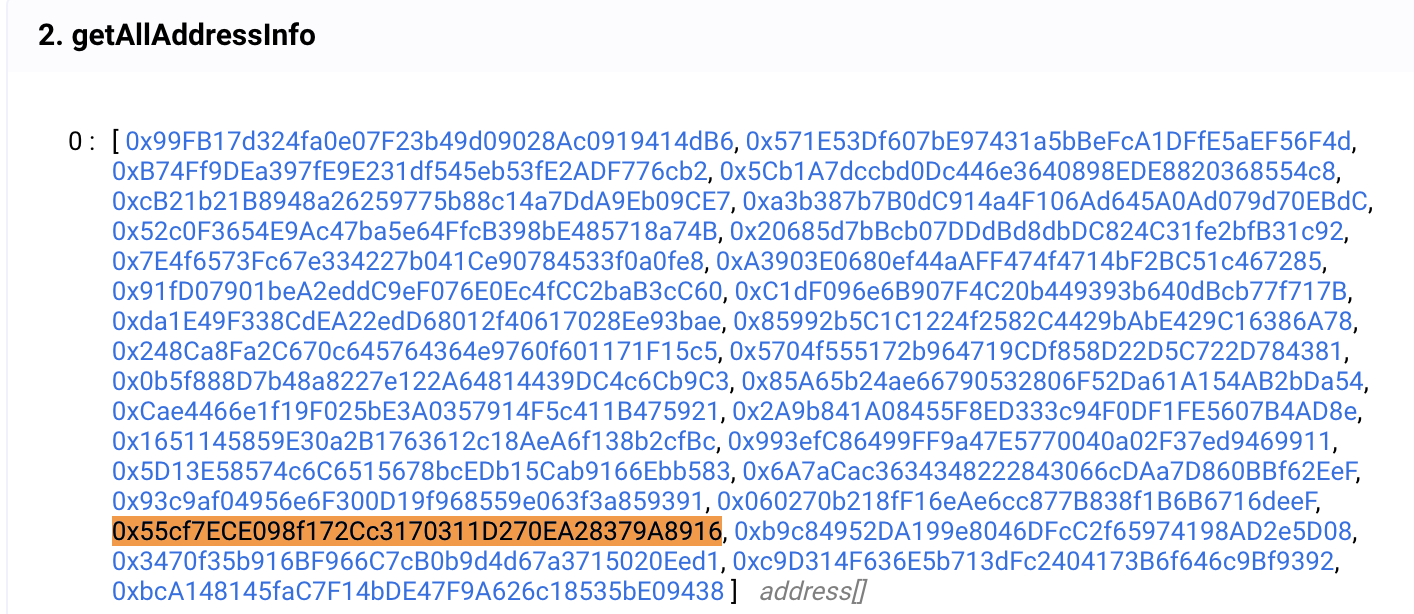 2. getAllAddressInfo
0 : [ 0x99FB17d324fa0e07F23b49d09028Ac0919414dB6, 0x571E53Df607bE97431a5bBeFcA1DFfE5aEF56F4d,
0xB74Ff9DEa397fE9E231df545eb53fE2ADF776cb2, 0x5Cb1A7dccbd0Dc446e3640898EDE8820368554c8,
0xcB21b21B8948a26259775b88c14a7DdA9Eb09CE7, 0xa3b387b7B0dC914a4F106Ad645A0Ad079d70EBdC,
0x52c0F3654E9Ac47ba5e64FfcB398bE485718a74B, 0x20685d7bBcb07DDdBd8dbDC824C31fe2bfB31c92,
0x7E4f6573Fc67e334227b041Ce90784533f0a0fe8, 0xA3903E0680ef44aAFF474f4714bF2BC51c467285,
0x91fD07901beA2eddC9eF076E0Ec4fCC2baB3cC60, 0xC1dF096e6B907F4C20b449393b640dBcb77f717B,
0xda1E49F338CdEA22edD68012f40617028Ee93bae, 0x85992b5C1C1224f2582C4429bAbE429C16386A78,
0x248Ca8Fa2C670c645764364e9760f601171F15c5, 0x5704f555172b964719CDf858D22D5C722D784381,
0x0b5f888D7b48a8227e122A64814439DC4c6Cb9C3, 0x85A65b24ae66790532806F52Da61A154AB2bDa54,
0xCae4466e1f19F025bE3A0357914F5c411B475921, 0x2A9b841A08455F8ED333c94F0DF1FE5607B4AD8e,
0x1651145859E30a2B1763612c18AeA6f138b2cfBc, 0x993efC86499FF9a47E5770040a02F37ed9469911,
0x5D13E58574c6C6515678bcEDb15Cab9166Ebb583, 0x6A7aCac3634348222843066cDAa7D860BBf62EeF,
0x93c9af04956e6F300D19f968559e063f3a859391, 0x060270b218fF16eAe6cc877B838f1B6B6716deeF,
0x55cf7ECE098f172Cc3170311D270EA28379A8916, 0xb9c84952DA199e8046DFcC2f65974198AD2e5D08,
0x3470f35b916BF966C7cB0b9d4d67a3715020Eed1, 0xc9D314F636E5b713dFc2404173B6f646c9Bf9392,
0xbcA148145faC7F14bDE47F9A626c18535bE09438 ] address[]